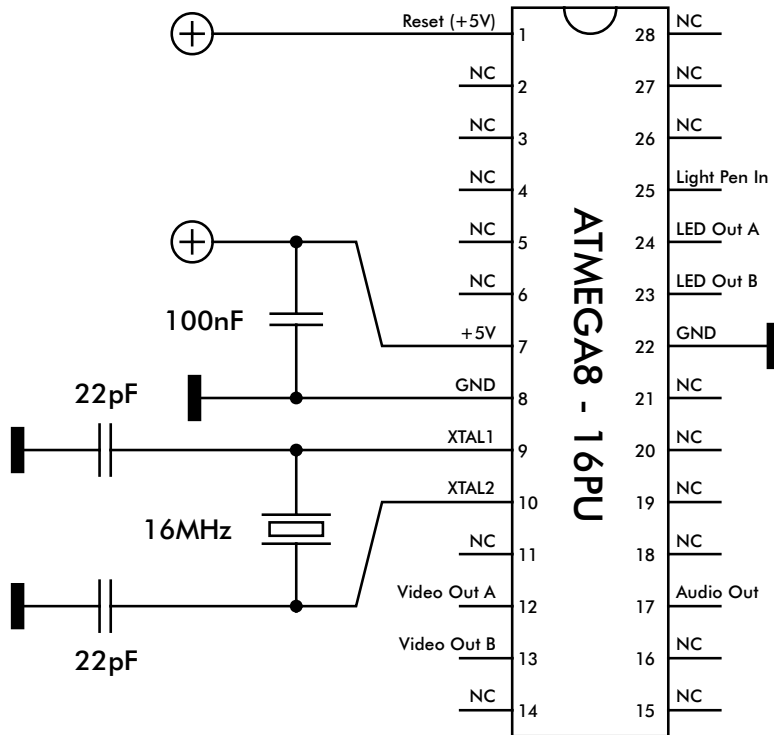 Reset (+5V) 1 28 NC
NC 2 27 NC
NC 3 26 NC
NC 4 25 Light Pen In
NC 5 24 LED Out A
NC 6 23 LED Out B
100nF
+5V 7 22 GND
GND 8 21 NC
22pF
XTAL1 9 20 NC
XTAL2 10 19 NC
16MHz
NC 11 18 NC
Video Out A 12 17 Audio Out
22pF
Video Out B 13 16 NC
NC 14 15 NC
ATMEGA8 - 16PU